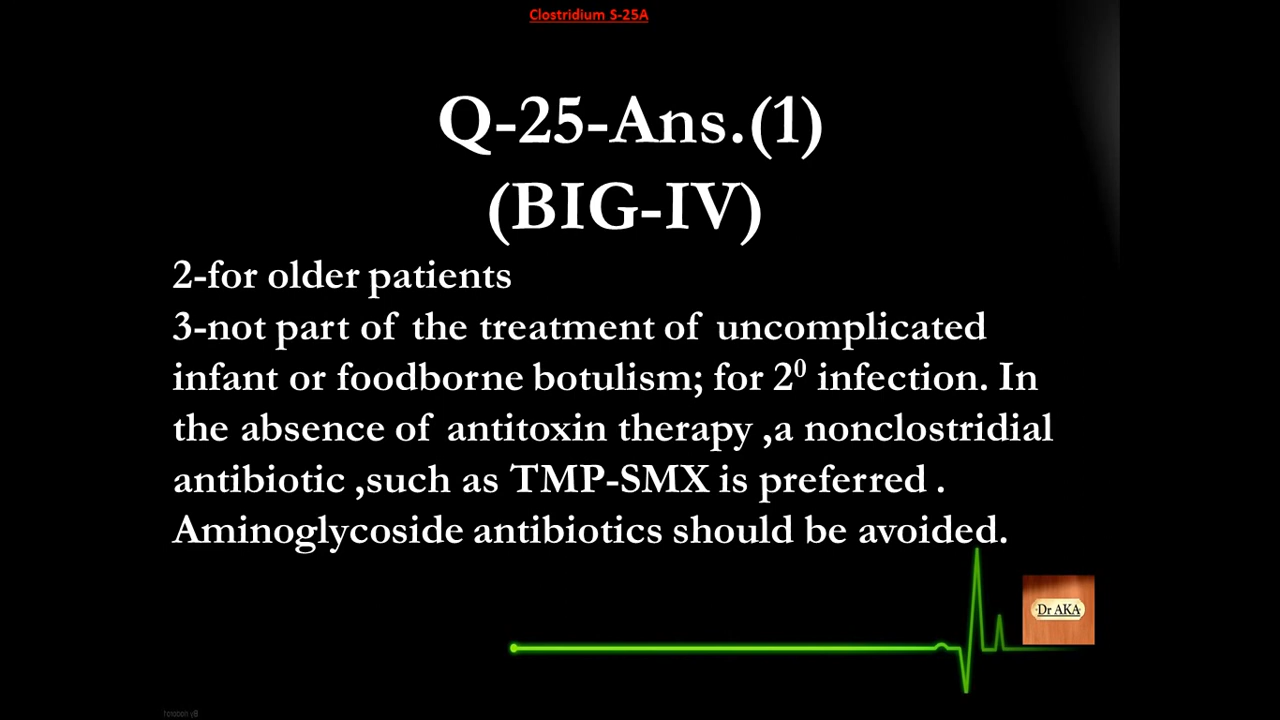 Clostridium S-25A
Q-25-Ans.(1)
(BIG-IV)
2-for older patients
3-not part of the treatment of uncomplicated
infant or foodborne botulism; for 2⁰ infection. In
the absence of antitoxin therapy ,a nonclostridial
antibiotic ,such as TMP-SMX is preferred .
Aminoglycoside antibiotics should be avoided.
Dr AKA